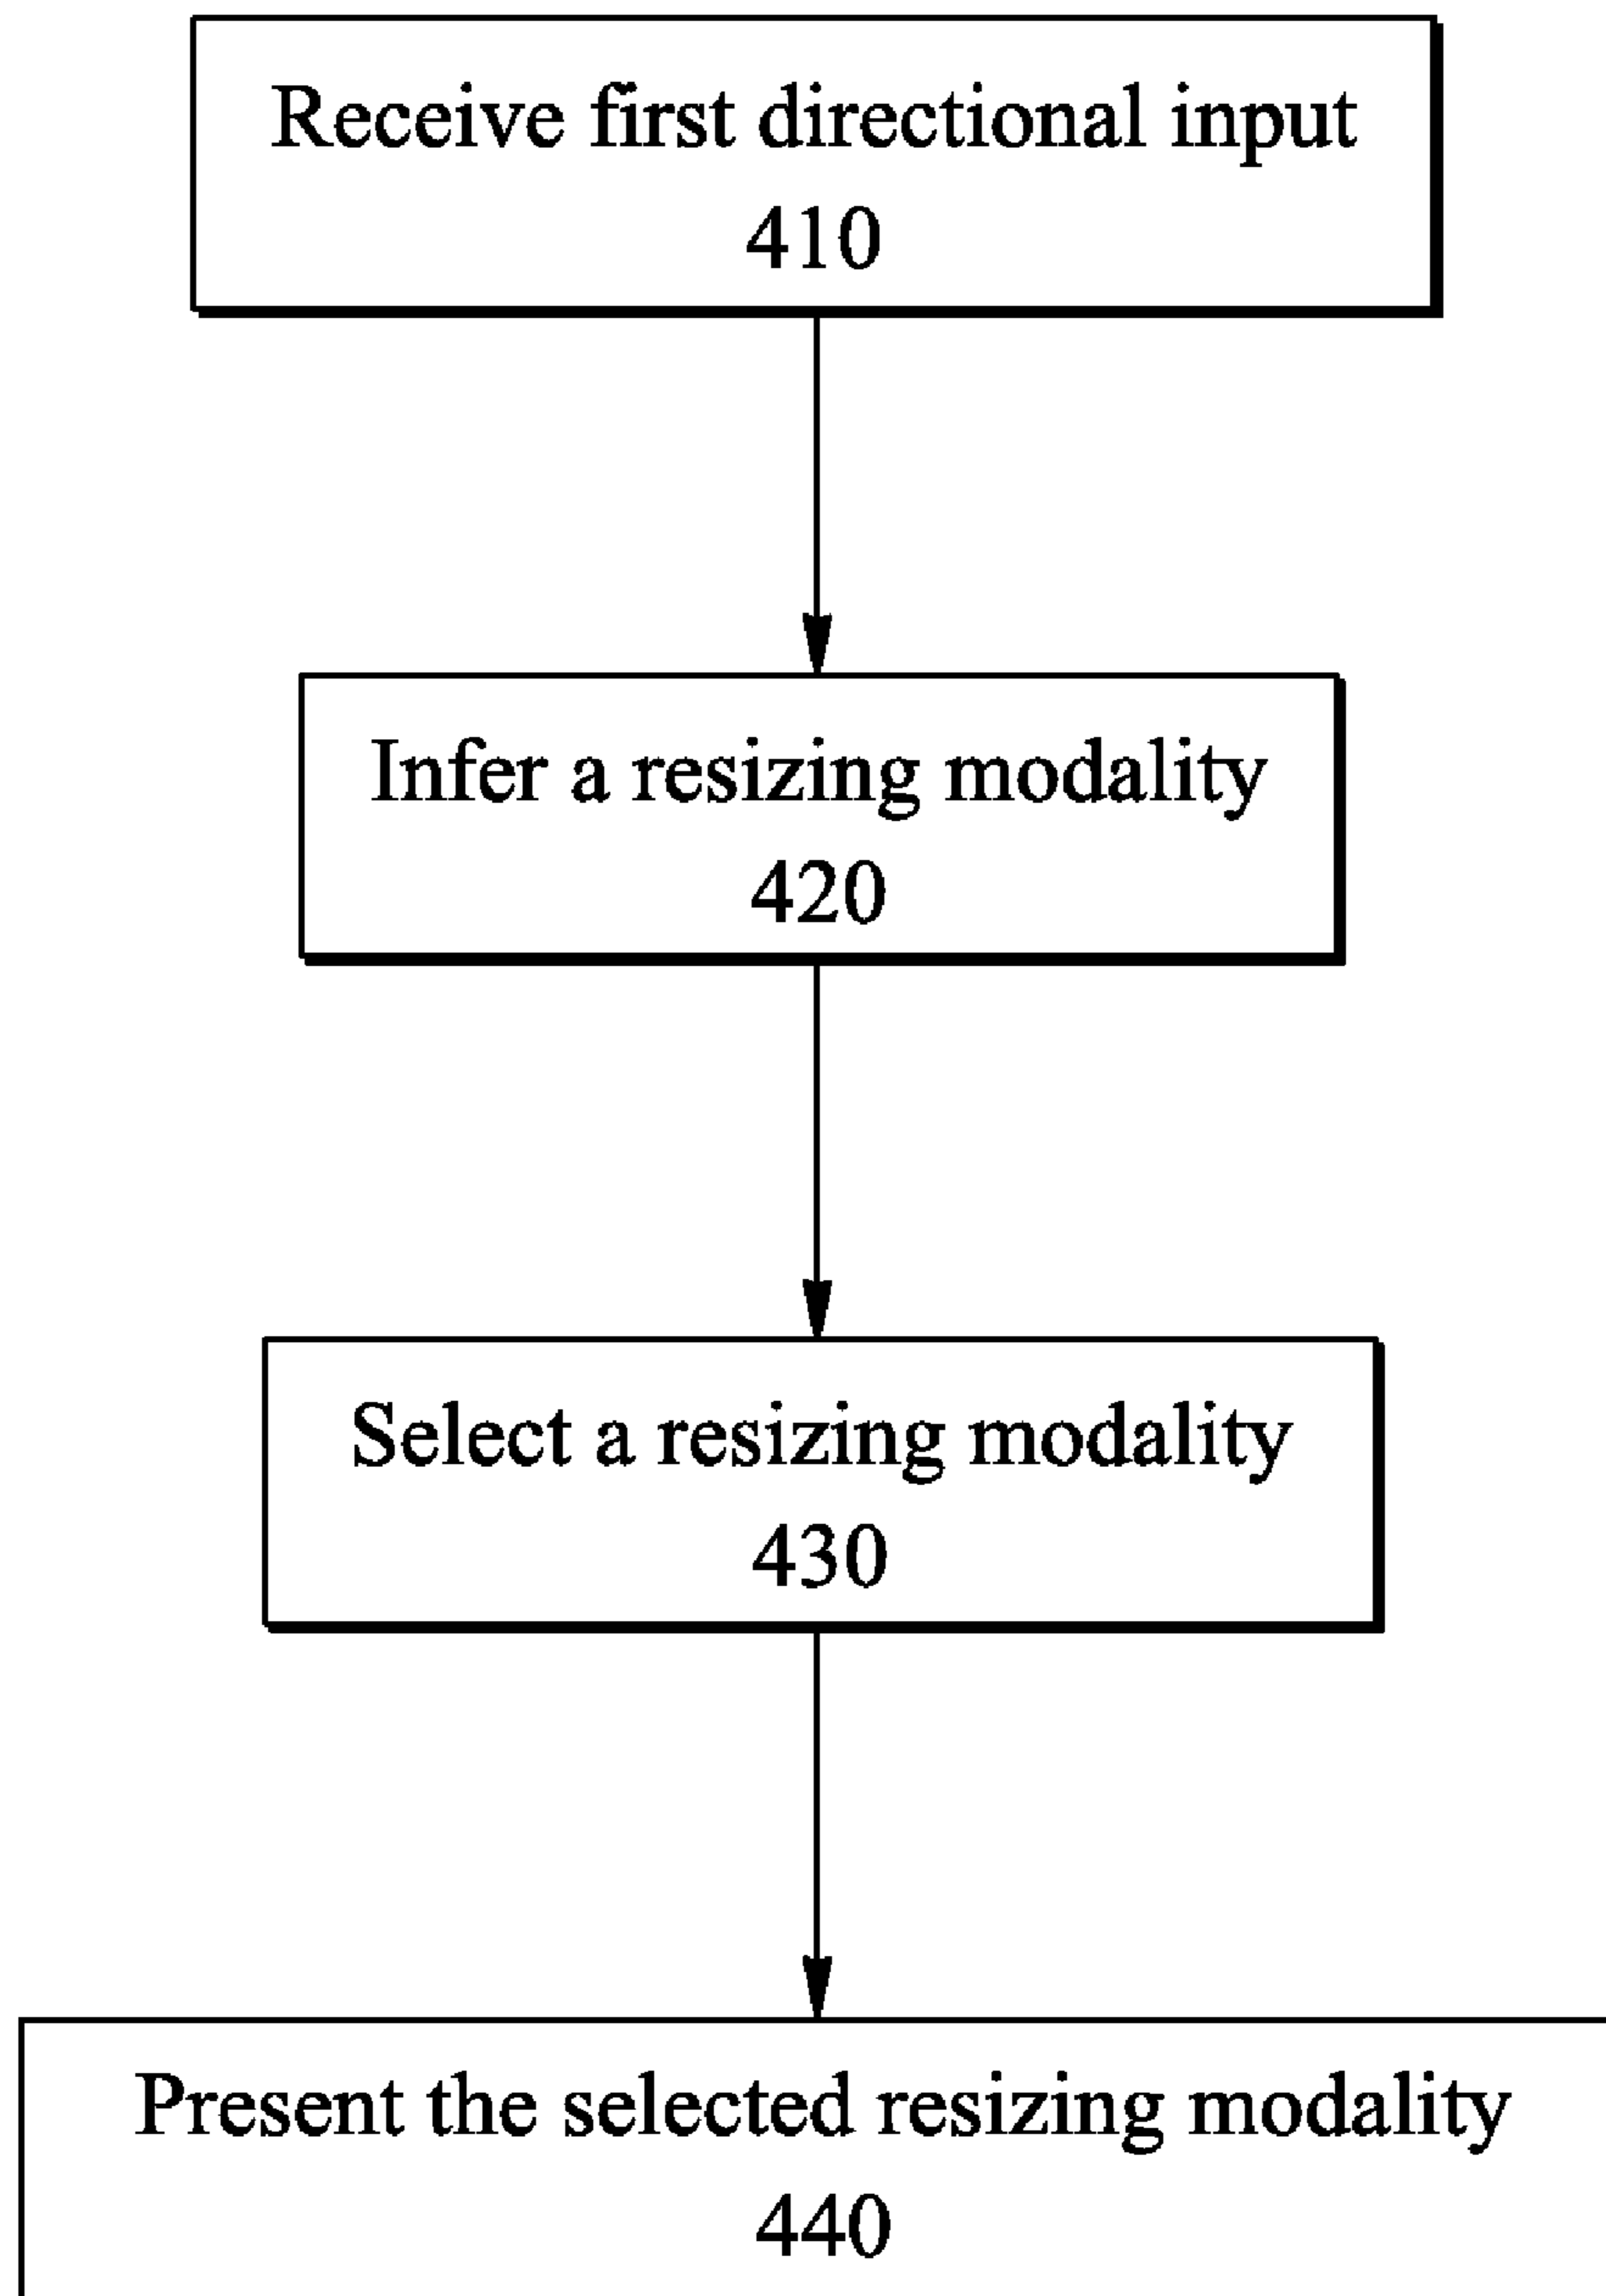 Receive first directional input
410
Infer a resizing modality
420
Select a resizing modality
430
Present the selected resizing modality
440